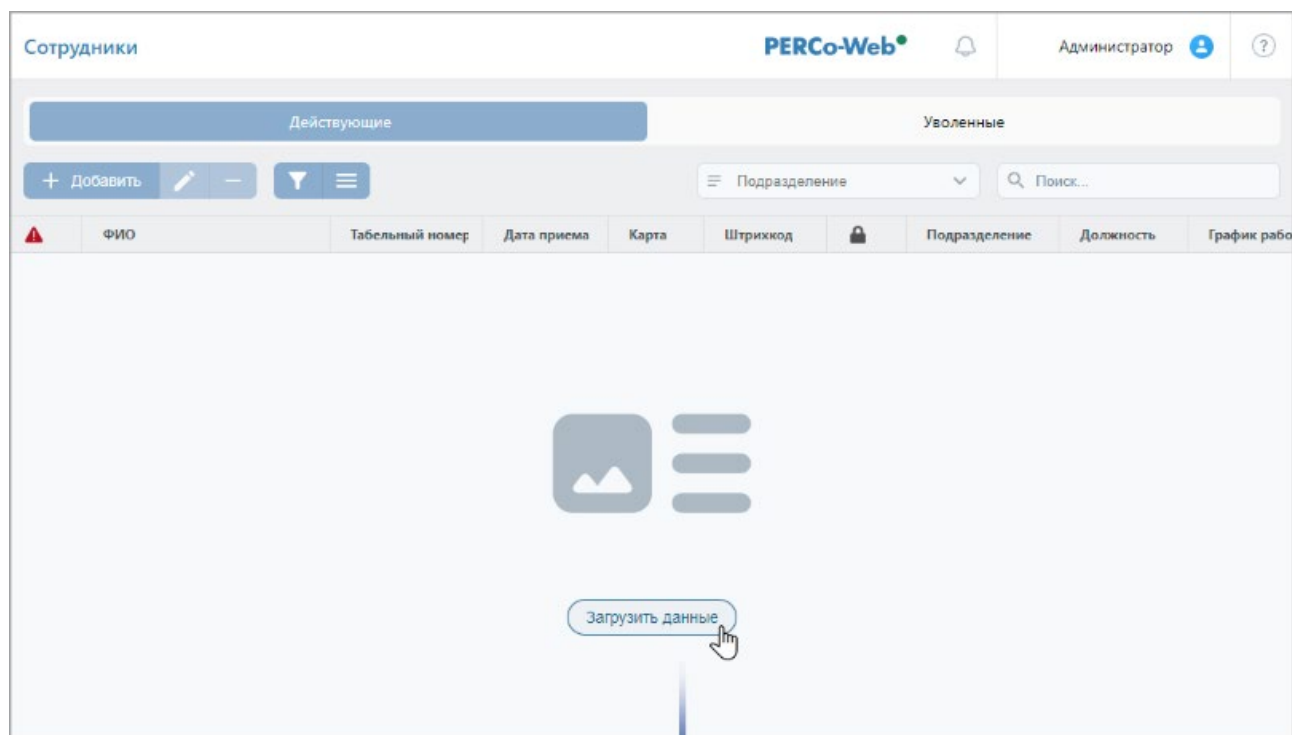 Сотрудники
PERCo-Web
Администратор
?
Действующие
Уволенные
+ Добавить
Подразделение
Поиск...
ФИО
Табельный номер
Дата приема
Карта
Штрихкод
Подразделение
Должность
График рабо
Загрузить данные